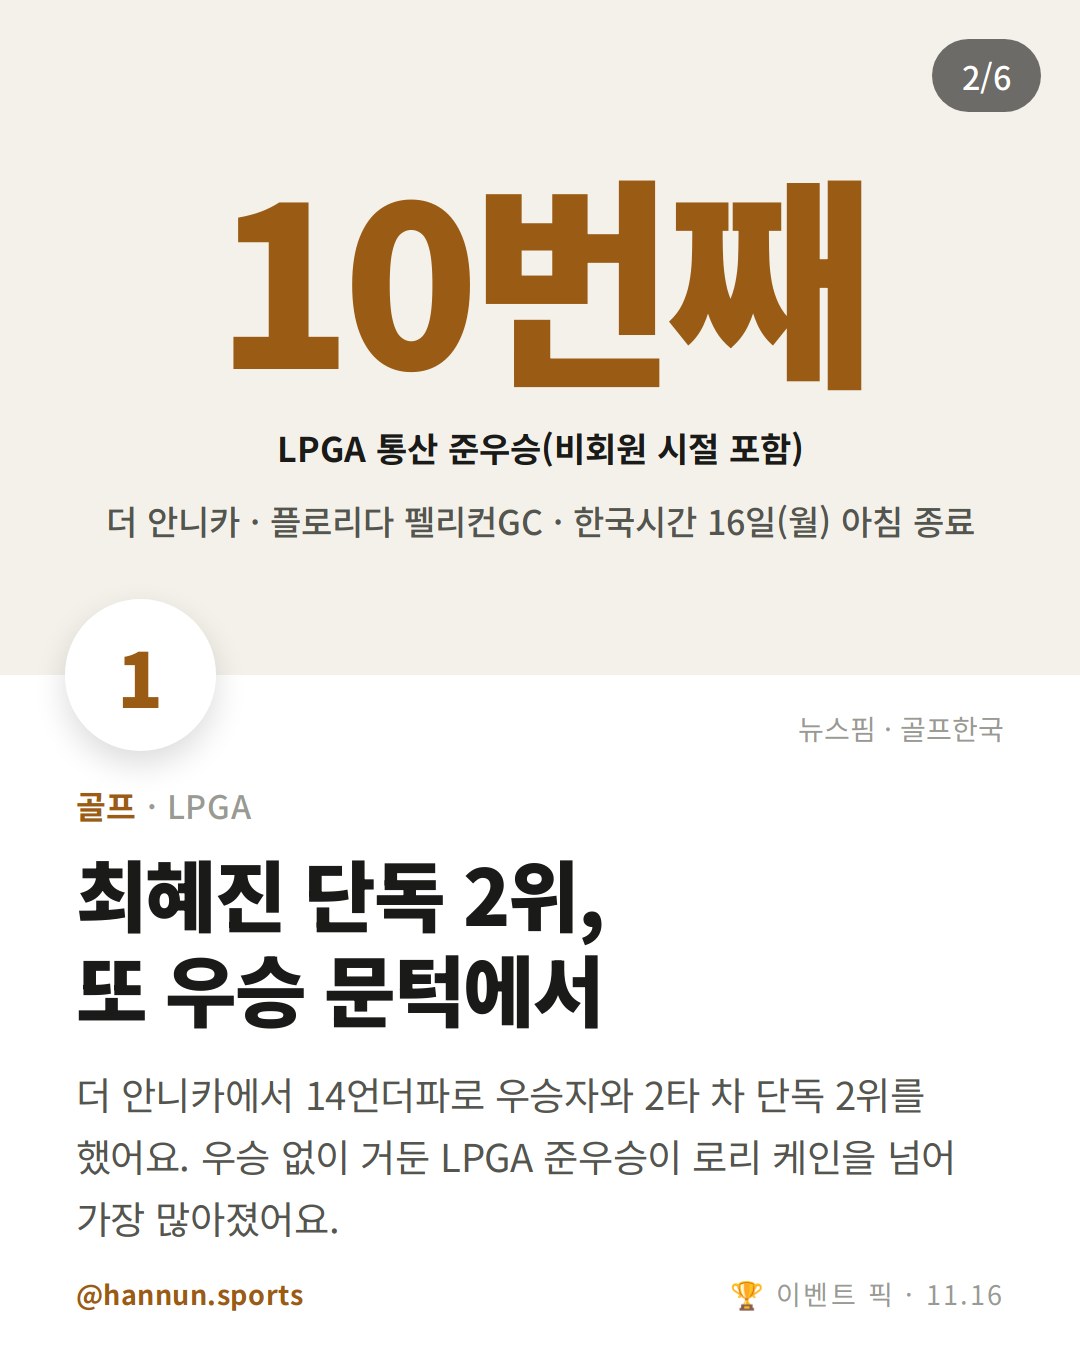 2/6
10번째
LPGA 통산 준우승(비회원 시절 포함)
더 안니카 · 플로리다 펠리컨GC · 한국시간 16일(월) 아침 종료
1
뉴스핌 · 골프한국
골프 · LPGA
최혜진 단독 2위,
또 우승 문턱에서
더 안니카에서 14언더파로 우승자와 2타 차 단독 2위를
했어요. 우승 없이 거둔 LPGA 준우승이 로리 케인을 넘어
가장 많아졌어요.
@hannun.sports
🏆 이벤트 픽 · 11.16